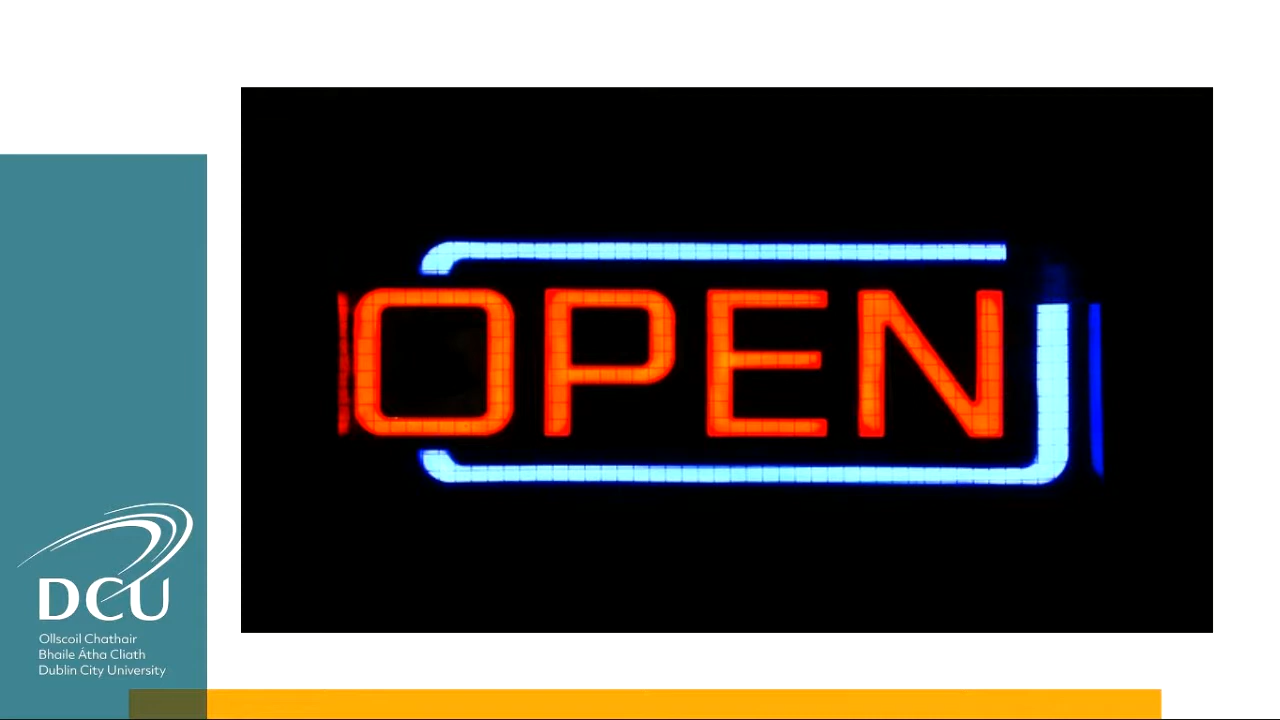 OPEN
DCU
Ollscoil Chathair
Bhaile Átha Cliath
Dublin City University